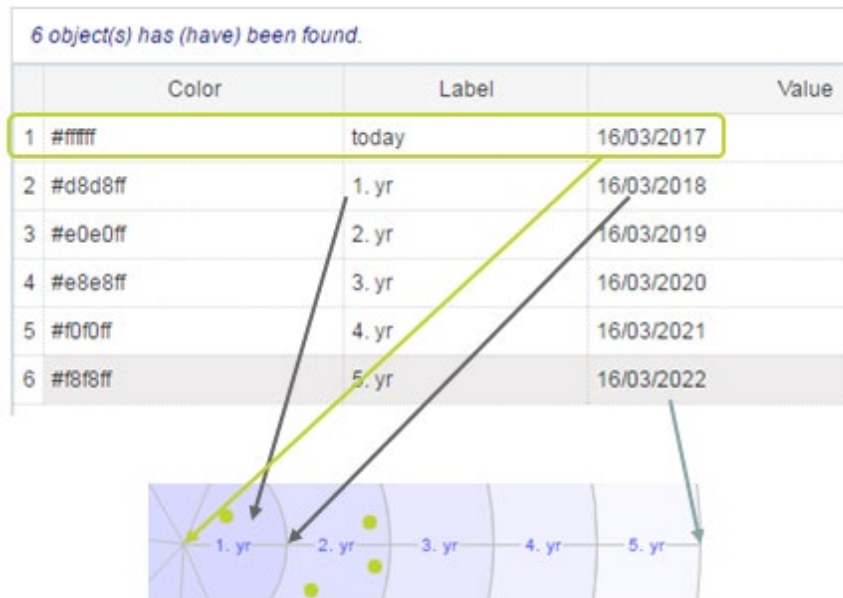 6 object(s) has (have) been found.
Color Label Value
1 #ffffff today 16/03/2017
2 #d8d8ff 1. yr 16/03/2018
3 #e0e0ff 2. yr 16/03/2019
4 #e8e8ff 3. yr 16/03/2020
5 #f0f0ff 4. yr 16/03/2021
6 #f8f8ff 5. yr 16/03/2022
1. yr 2. yr 3. yr 4. yr 5. yr